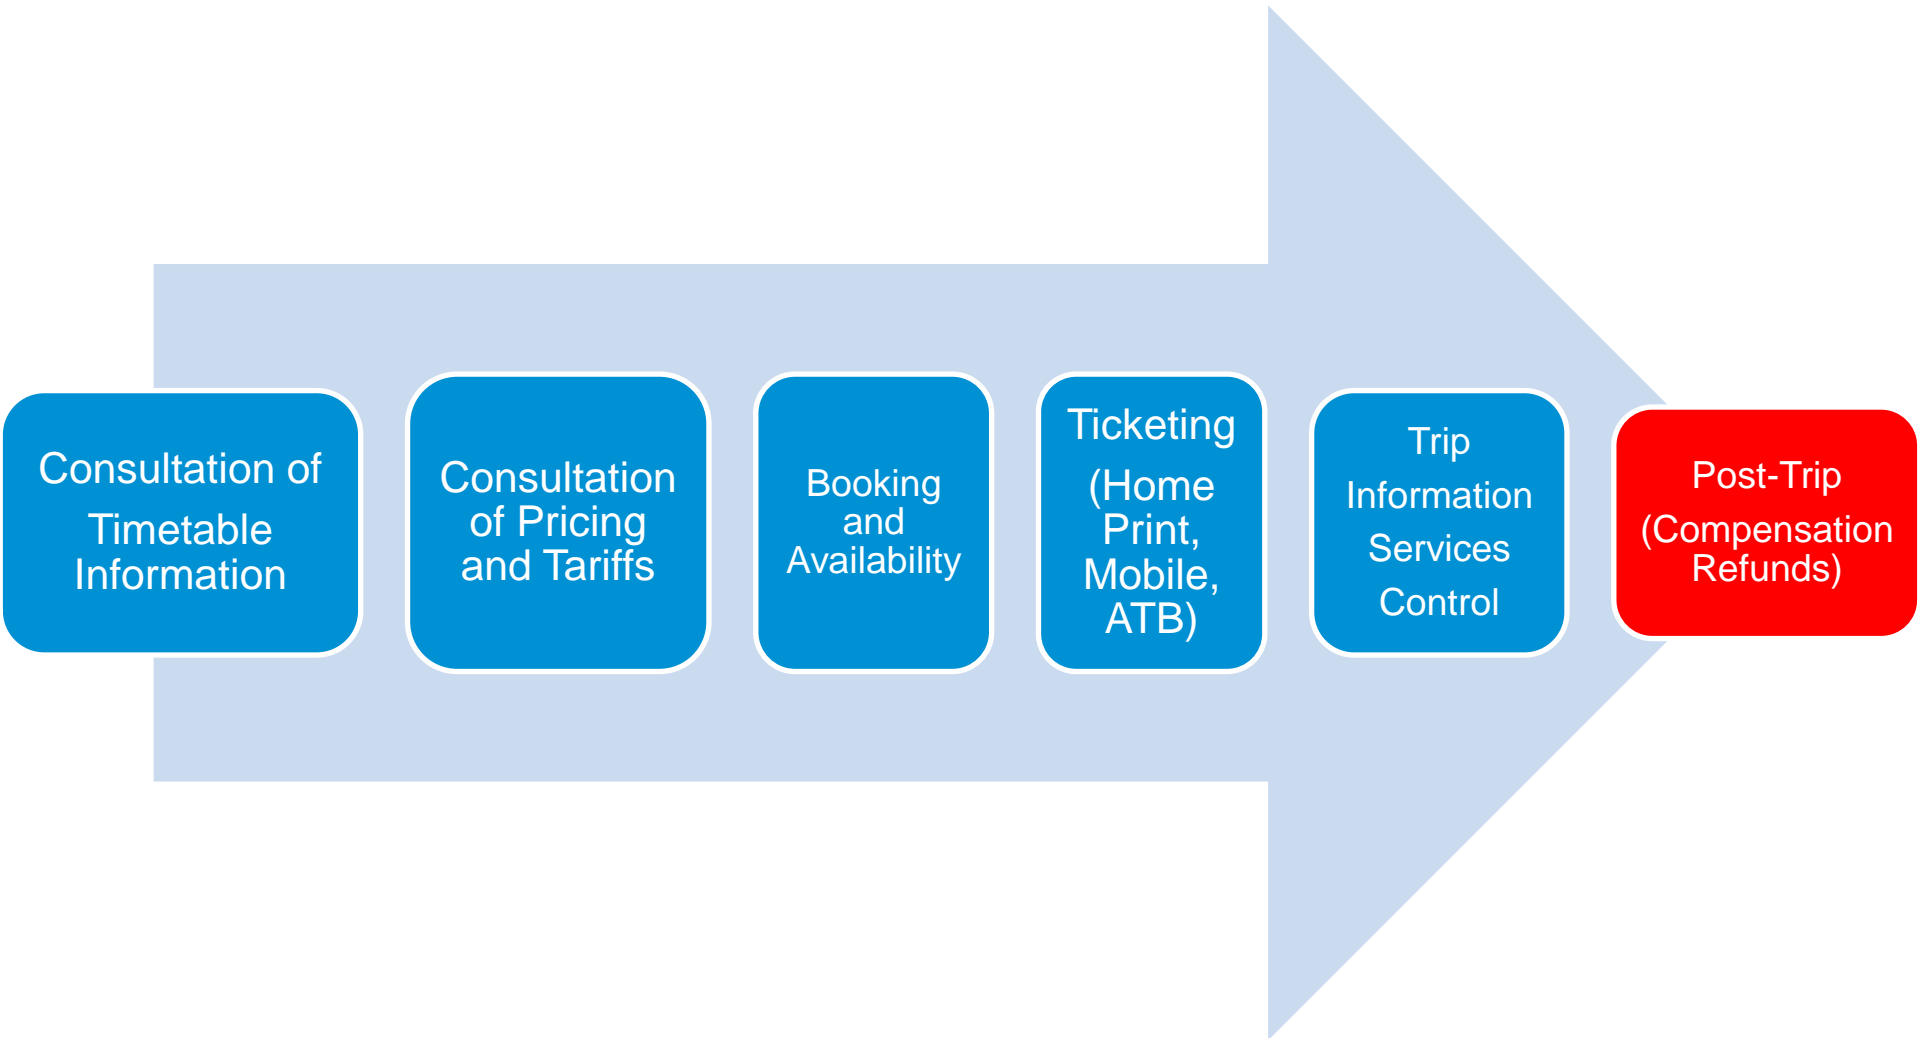 Consultation of
Timetable
Information
Consultation
of Pricing
and Tariffs
Booking
and
Availability
Ticketing
(Home
Print,
Mobile,
ATB)
Trip
Information
Services
Control
Post-Trip
(Compensation
Refunds)